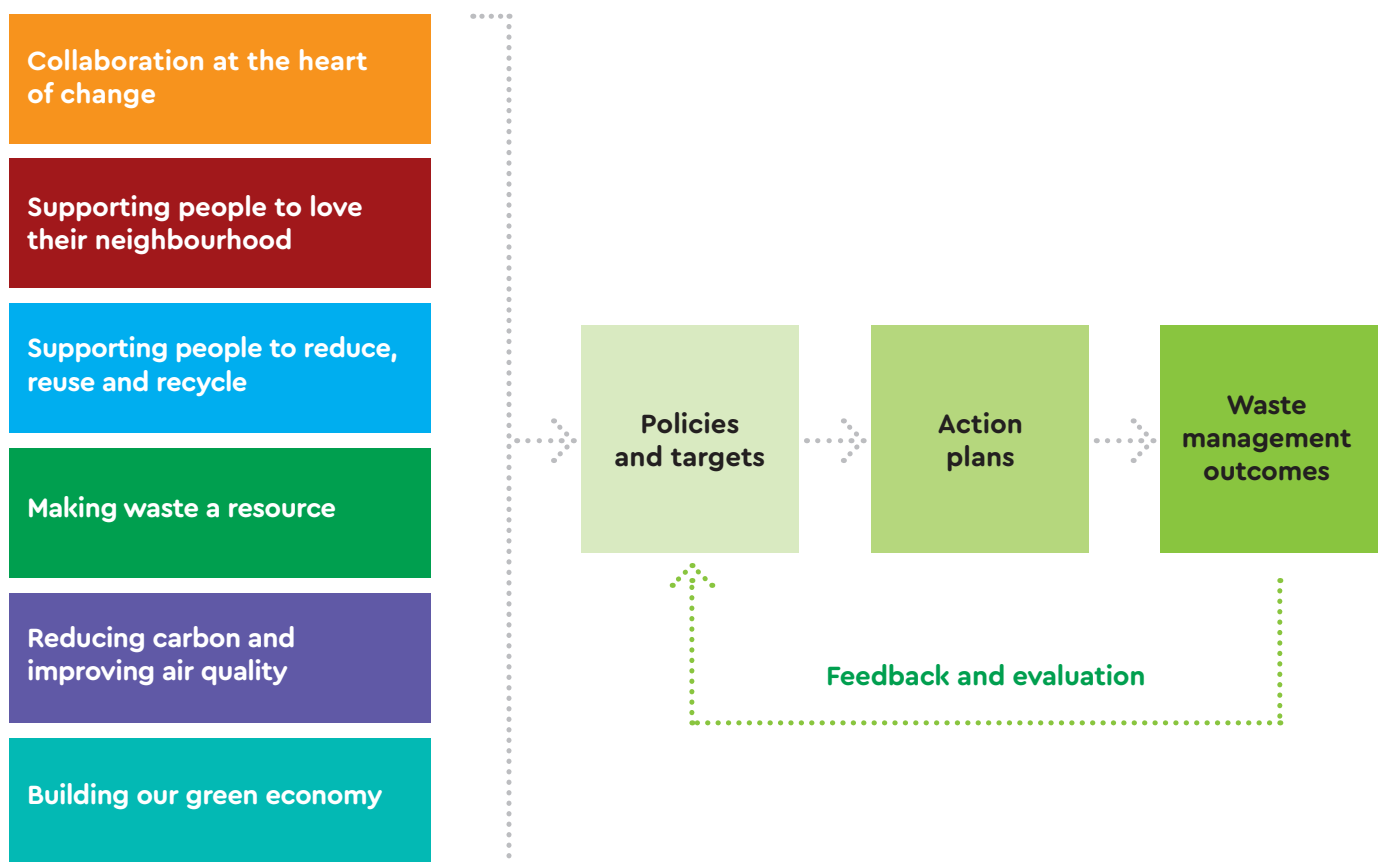 Collaboration at the heart
of change
Supporting people to love
their neighbourhood
Supporting people to reduce,
reuse and recycle
Making waste a resource
Reducing carbon and
improving air quality
Building our green economy
Policies
and targets
Action
plans
Waste
management
outcomes
Feedback and evaluation